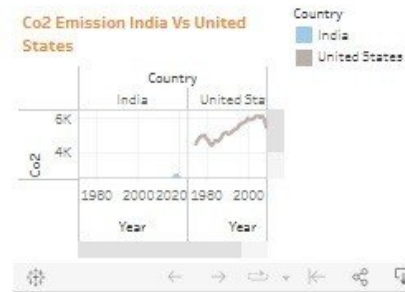 Co2 Emission India Vs United
States
Country
India
United States
Country
India United Sta
6K
4K
Co2
1980 2000 2020 1980 2000
Year Year